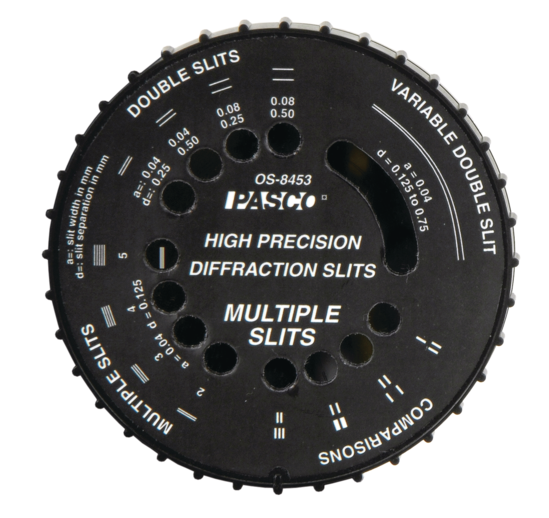 DOUBLE SLITS
VARIABLE DOUBLE SLIT
a = 0.04
d = 0.125 to 0.75
0.08
0.50
0.08
0.25
0.04
0.50
a=: 0.04
d=: 0.25
a=: slit width in mm
d=: slit separation in mm
OS-8453
PASCO
HIGH PRECISION
DIFFRACTION SLITS
MULTIPLE
SLITS
MULTIPLE SLITS
5
4
3
2
a = 0.04 d = 0.125
COMPARISONS